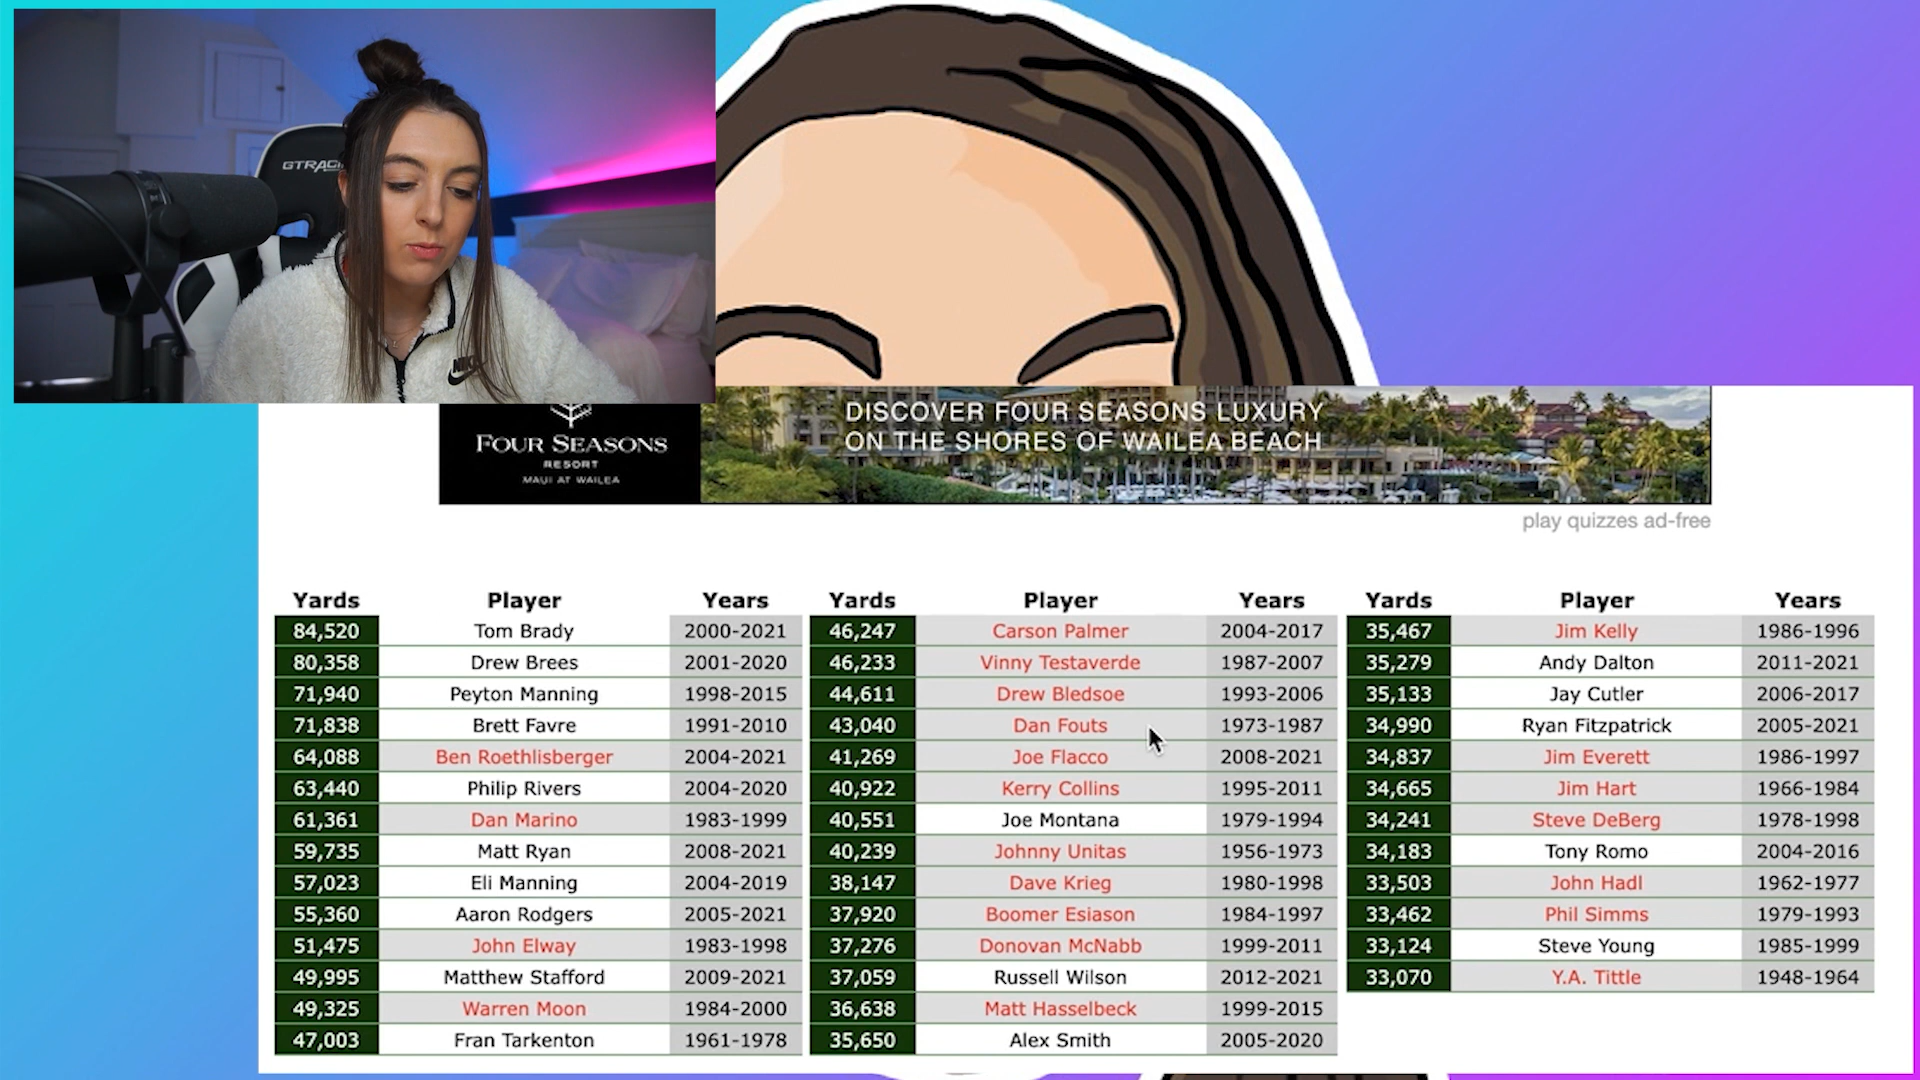 GTRACI
FOUR SEASONS
RESORT
MAUI AT WAILEA
DISCOVER FOUR SEASONS LUXURY
ON THE SHORES OF WAILEA BEACH
play quizzes ad-free
Yards Player Years
84,520 Tom Brady 2000-2021
80,358 Drew Brees 2001-2020
71,940 Peyton Manning 1998-2015
71,838 Brett Favre 1991-2010
64,088 Ben Roethlisberger 2004-2021
63,440 Philip Rivers 2004-2020
61,361 Dan Marino 1983-1999
59,735 Matt Ryan 2008-2021
57,023 Eli Manning 2004-2019
55,360 Aaron Rodgers 2005-2021
51,475 John Elway 1983-1998
49,995 Matthew Stafford 2009-2021
49,325 Warren Moon 1984-2000
47,003 Fran Tarkenton 1961-1978
Yards Player Years
46,247 Carson Palmer 2004-2017
46,233 Vinny Testaverde 1987-2007
44,611 Drew Bledsoe 1993-2006
43,040 Dan Fouts 1973-1987
41,269 Joe Flacco 2008-2021
40,922 Kerry Collins 1995-2011
40,551 Joe Montana 1979-1994
40,239 Johnny Unitas 1956-1973
38,147 Dave Krieg 1980-1998
37,920 Boomer Esiason 1984-1997
37,276 Donovan McNabb 1999-2011
37,059 Russell Wilson 2012-2021
36,638 Matt Hasselbeck 1999-2015
35,650 Alex Smith 2005-2020
Yards Player Years
35,467 Jim Kelly 1986-1996
35,279 Andy Dalton 2011-2021
35,133 Jay Cutler 2006-2017
34,990 Ryan Fitzpatrick 2005-2021
34,837 Jim Everett 1986-1997
34,665 Jim Hart 1966-1984
34,241 Steve DeBerg 1978-1998
34,183 Tony Romo 2004-2016
33,503 John Hadl 1962-1977
33,462 Phil Simms 1979-1993
33,124 Steve Young 1985-1999
33,070 Y.A. Tittle 1948-1964